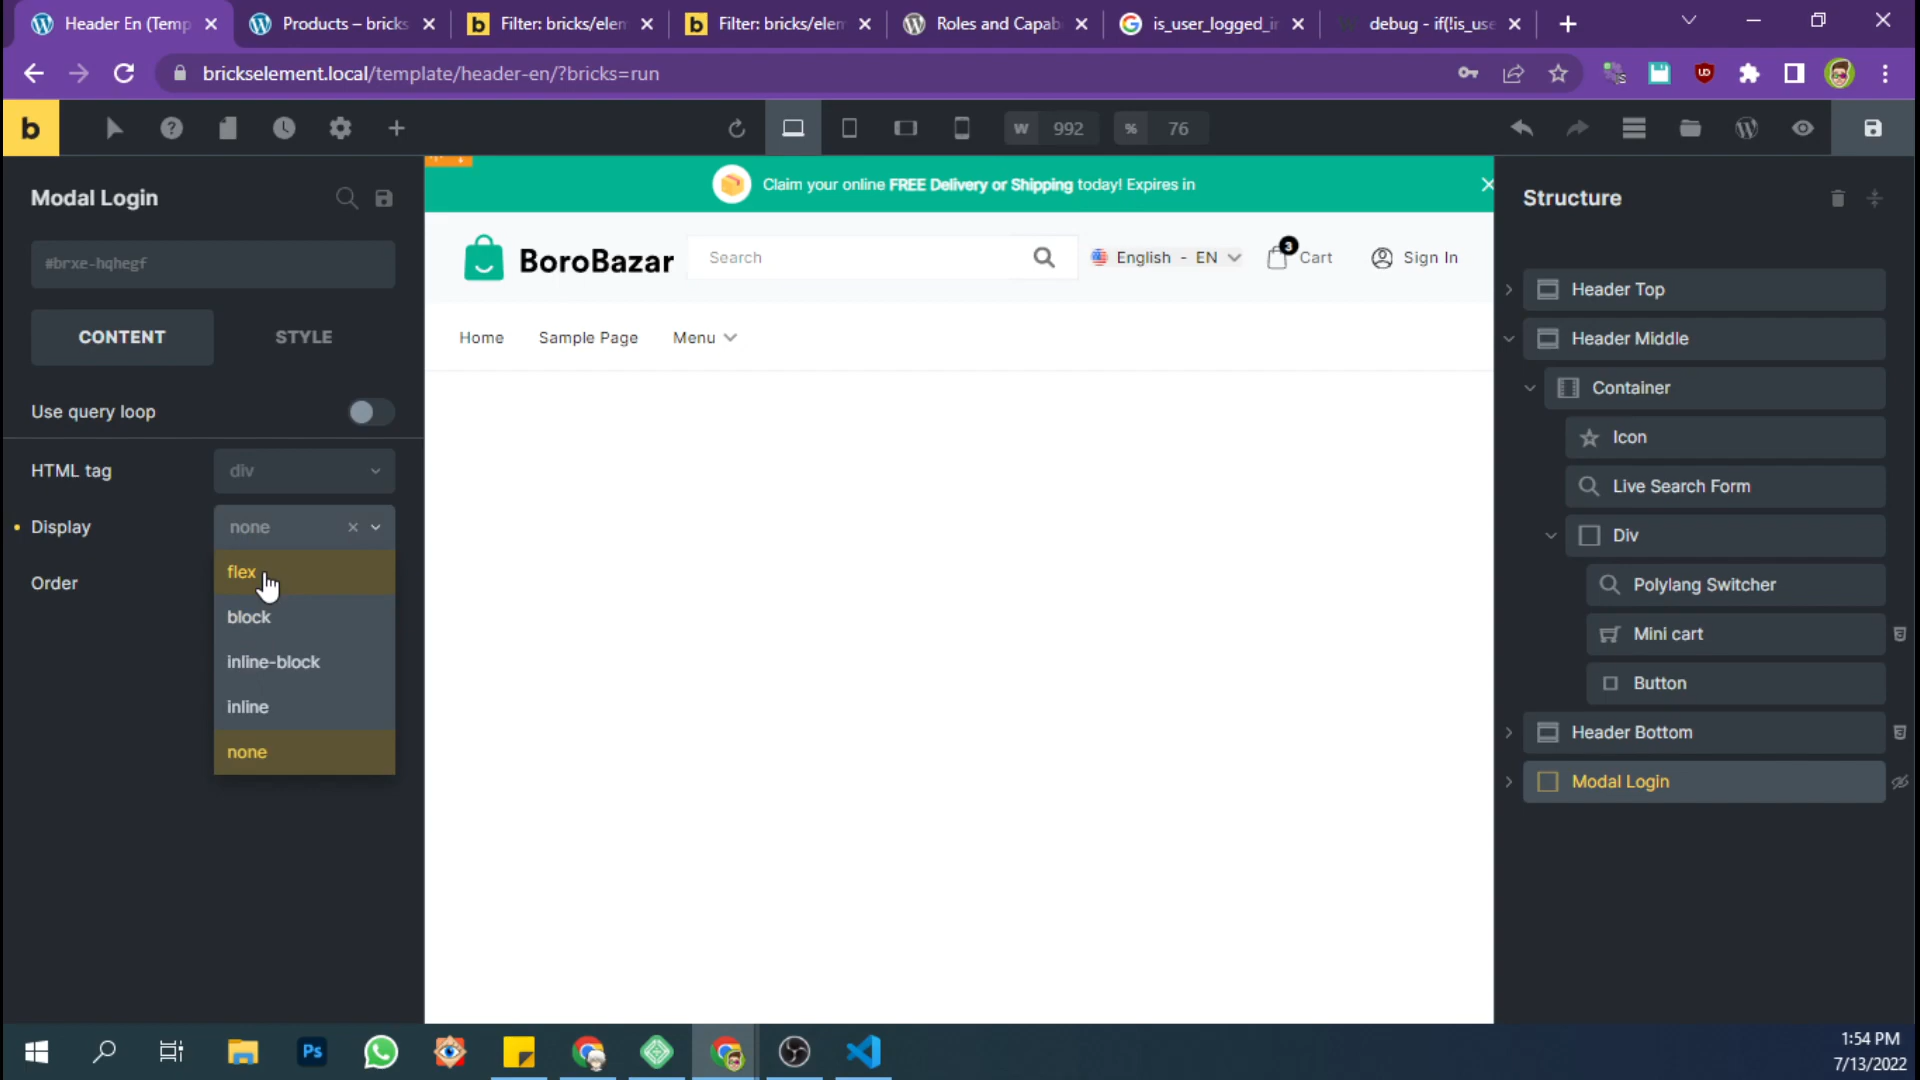 Header En (Temp
Products – bricks
Filter: bricks/elem
Filter: bricks/elem
Roles and Capab
is_user_logged_in
debug - if(!is_use
brickselement.local/template/header-en/?bricks=run
b
W 992
% 76
Modal Login
#brxe-hqhegf
CONTENT
STYLE
Use query loop
HTML tag
div
Display
none
Order
flex
block
inline-block
inline
none
Claim your online FREE Delivery or Shipping today! Expires in
BoroBazar
Search
English - EN
3
Cart
Sign In
Home
Sample Page
Menu
Structure
Header Top
Header Middle
Container
Icon
Live Search Form
Div
Polylang Switcher
Mini cart
Button
Header Bottom
Modal Login
Ps
1:54 PM
7/13/2022